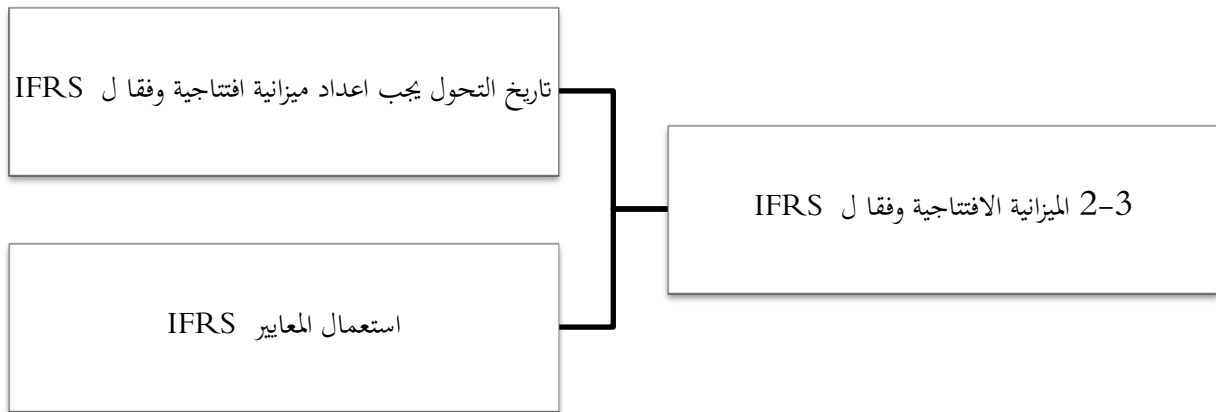 2-3 الميزانية الافتتاجية وفقا ل IFRS
تاريخ التحول يجب اعداد ميزانية افتتاجية وفقا ل IFRS
استعمال المعايير IFRS